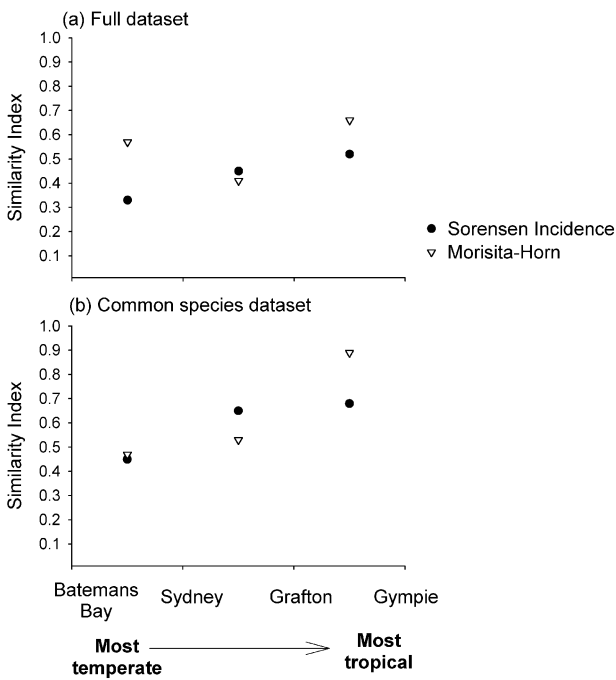 (a) Full dataset
1.0
0.9
0.8
0.7
0.6
0.5
0.4
0.3
0.2
0.1
Similarity Index
Sorensen Incidence
Morisita-Horn
(b) Common species dataset
1.0
0.9
0.8
0.7
0.6
0.5
0.4
0.3
0.2
0.1
Similarity Index
Batemans
Bay
Sydney
Grafton
Gympie
Most
temperate
Most
tropical